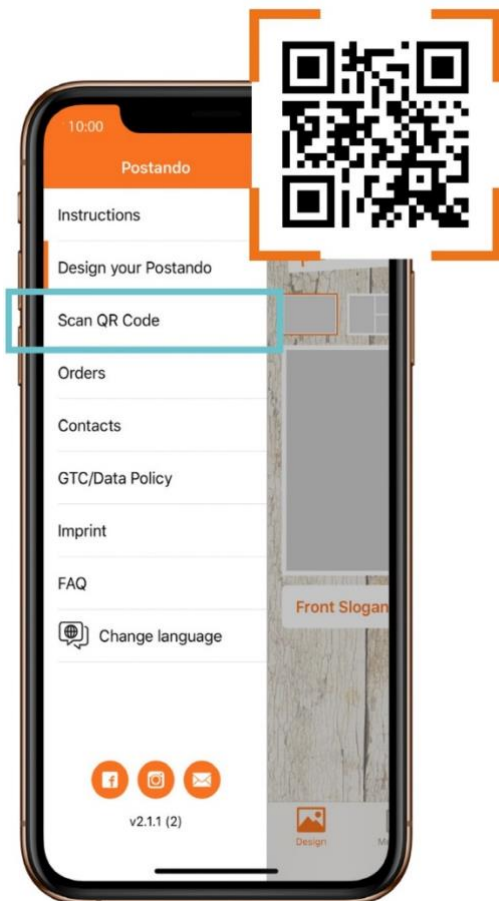 10:00
Postando
Instructions
Design your Postando
Scan QR Code
Orders
Contacts
GTC/Data Policy
Imprint
FAQ
Change language
v2.1.1 (2)
Front Slogan
Design